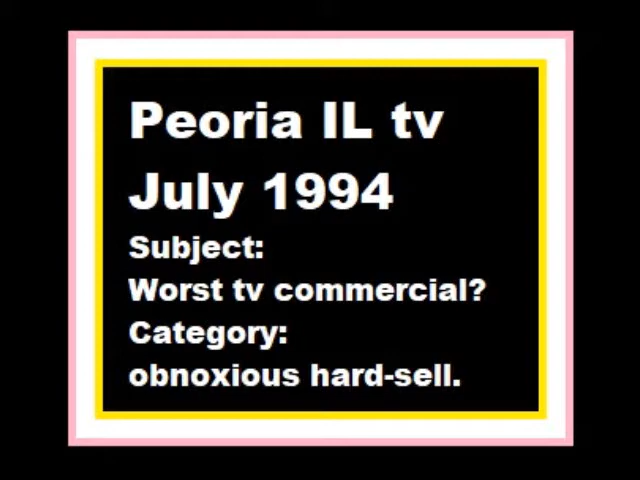 Peoria IL tv
July 1994
Subject:
Worst tv commercial?
Category:
obnoxious hard-sell.